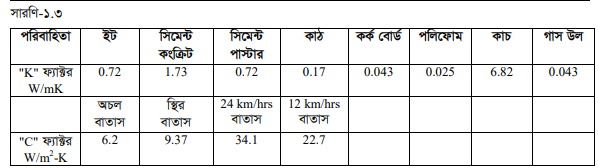 সারণি-১.৩
পরিবাহিতা ইট সিমেন্ট কংক্রিট সিমেন্ট পাস্টার কাঠ কর্ক বোর্ড পলিফোম কাচ গাস উল
"K" ফ্যাক্টর W/mK 0.72 1.73 0.72 0.17 0.043 0.025 6.82 0.043
অচল বাতাস স্থির বাতাস 24 km/hrs বাতাস 12 km/hrs বাতাস
"C" ফ্যাক্টর W/m²-K 6.2 9.37 34.1 22.7